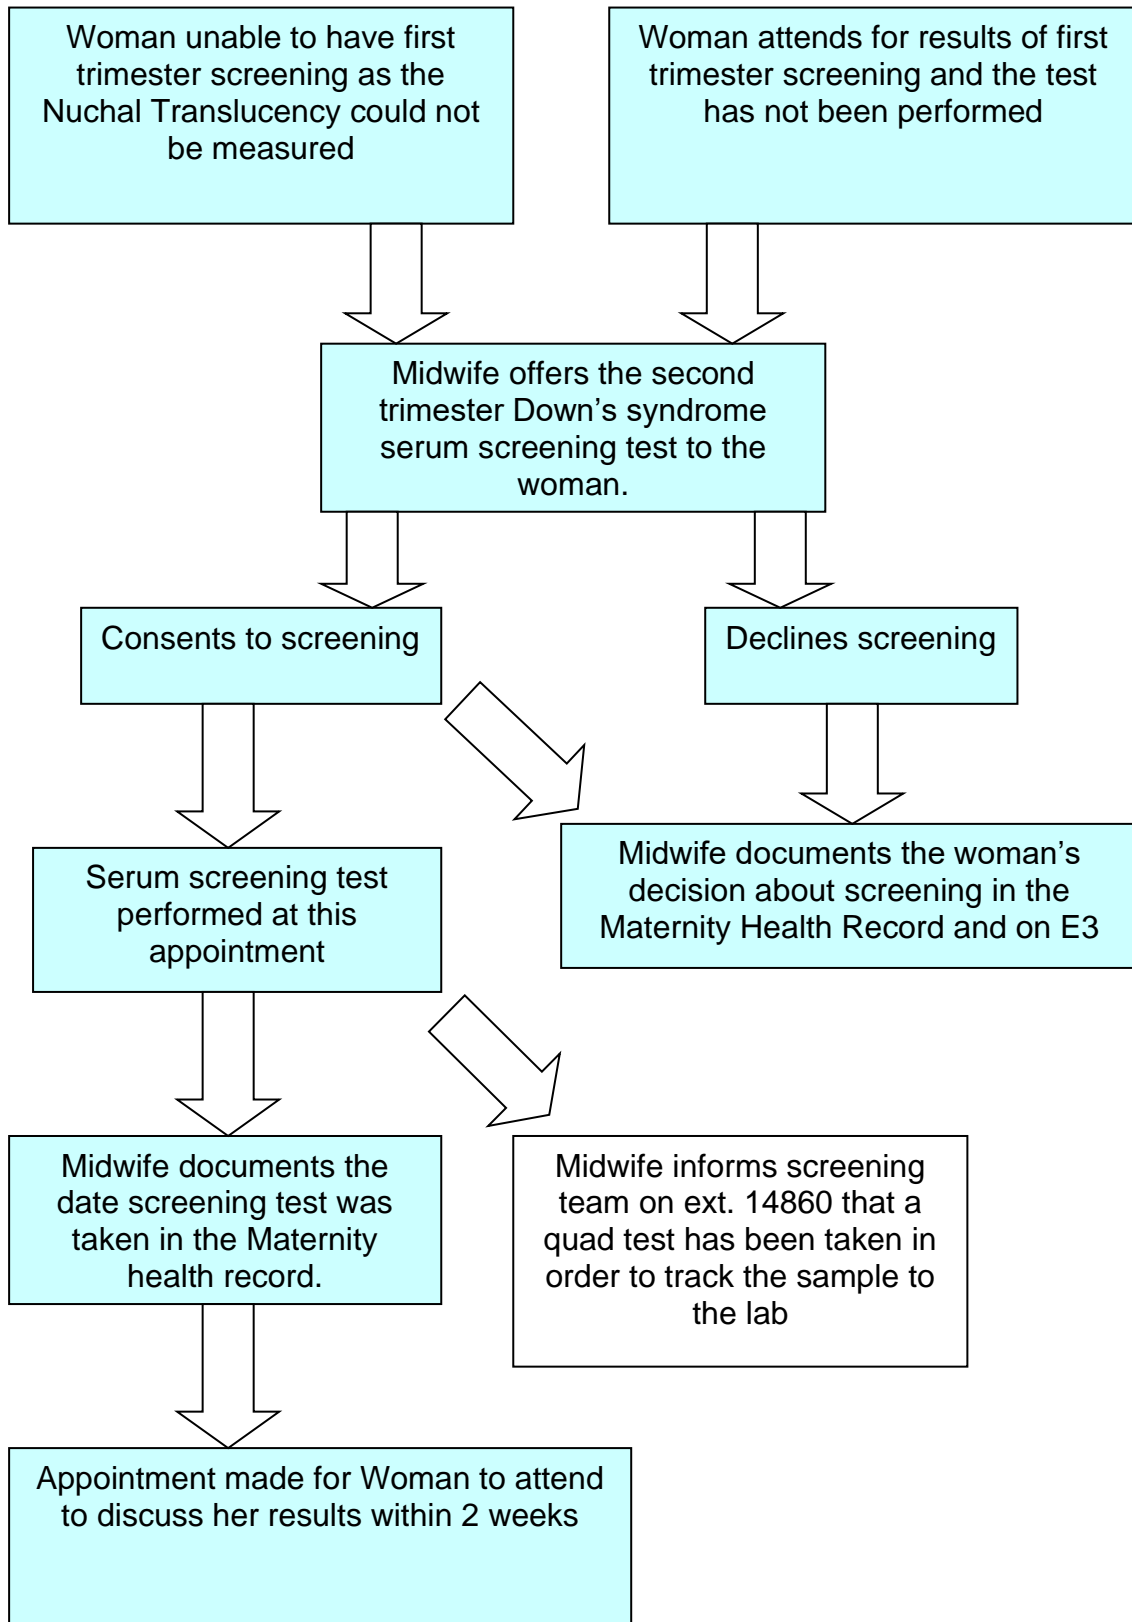 Woman unable to have first
trimester screening as the
Nuchal Translucency could not
be measured
Woman attends for results of first
trimester screening and the test
has not been performed
Midwife offers the second
trimester Down’s syndrome
serum screening test to the
woman.
Consents to screening
Declines screening
Serum screening test
performed at this
appointment
Midwife documents the woman’s
decision about screening in the
Maternity Health Record and on E3
Midwife documents the
date screening test was
taken in the Maternity
health record.
Midwife informs screening
team on ext. 14860 that a
quad test has been taken in
order to track the sample to
the lab
Appointment made for Woman to attend
to discuss her results within 2 weeks